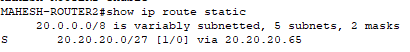 MAHESH-ROUTER2#show ip route static
     20.0.0.0/8 is variably subnetted, 5 subnets, 2 masks
S       20.20.20.0/27 [1/0] via 20.20.20.65